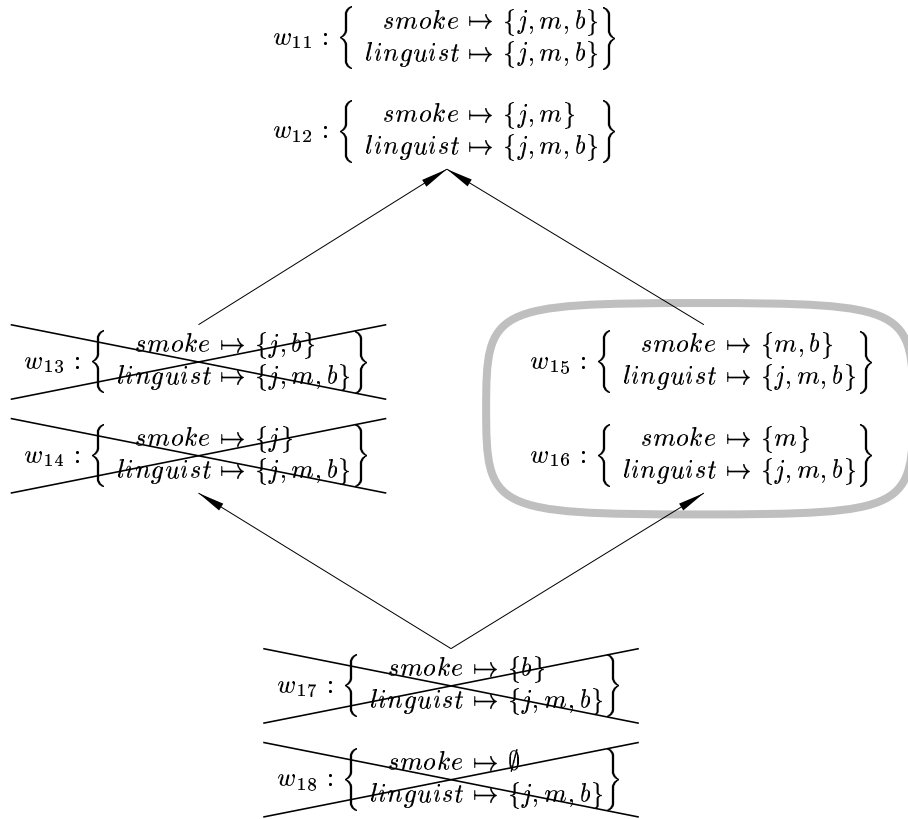 w₁₁ : { smoke ↦ {j, m, b}
linguist ↦ {j, m, b} }
w₁₂ : { smoke ↦ {j, m}
linguist ↦ {j, m, b} }
w₁₃ : { smoke ↦ {j, b}
linguist ↦ {j, m, b} }
w₁₄ : { smoke ↦ {j}
linguist ↦ {j, m, b} }
w₁₅ : { smoke ↦ {m, b}
linguist ↦ {j, m, b} }
w₁₆ : { smoke ↦ {m}
linguist ↦ {j, m, b} }
w₁₇ : { smoke ↦ {b}
linguist ↦ {j, m, b} }
w₁₈ : { smoke ↦ ∅
linguist ↦ {j, m, b} }